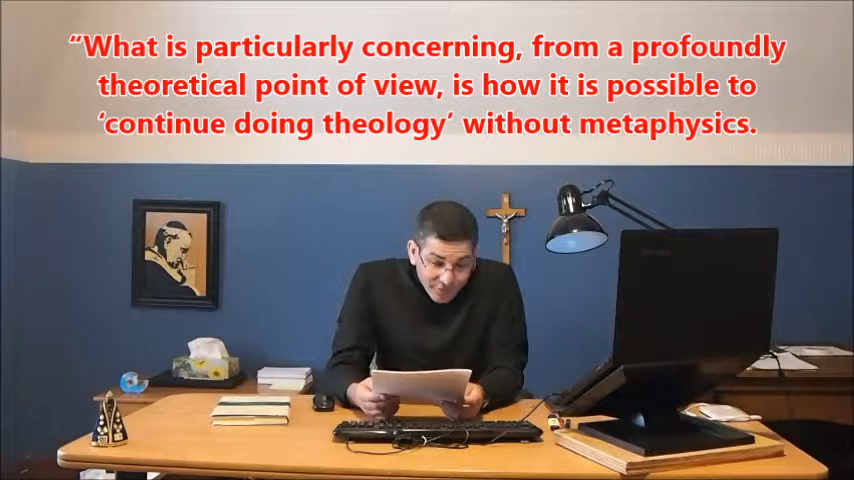 “What is particularly concerning, from a profoundly
theoretical point of view, is how it is possible to
‘continue doing theology’ without metaphysics.